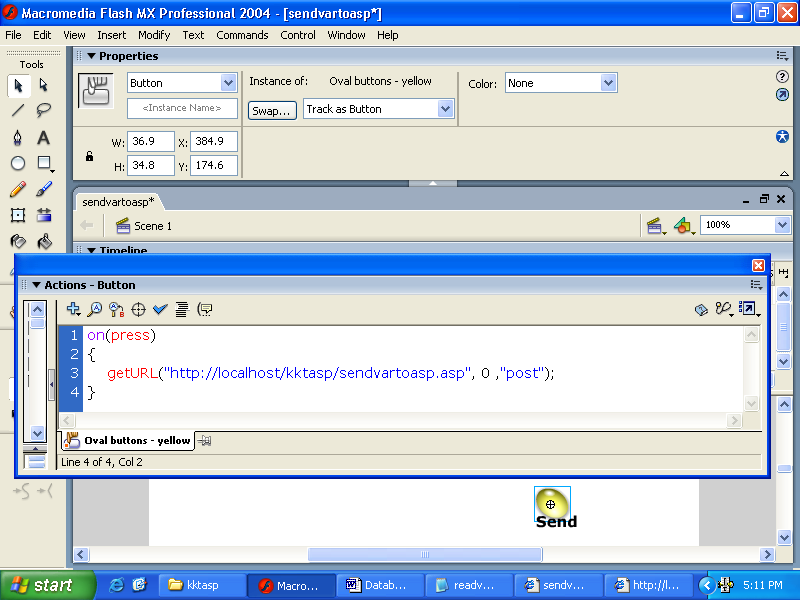 Macromedia Flash MX Professional 2004 - [sendvartoasp*]
File Edit View Insert Modify Text Commands Control Window Help
Tools
Properties
Button
Instance of: Oval buttons - yellow
Color: None
<Instance Name>
Swap...
Track as Button
W: 36.9 X: 384.9
H: 34.8 Y: 174.6
sendvartoasp*
Scene 1
100%
Timeline
Actions - Button
1 on(press)
2 {
3 getURL("http://localhost/kktasp/sendvartoasp.asp", 0 ,"post");
4 }
Oval buttons - yellow
Line 4 of 4, Col 2
Send
start
kktasp
Macro...
Datab...
readv...
sendv...
http://l...
5:11 PM